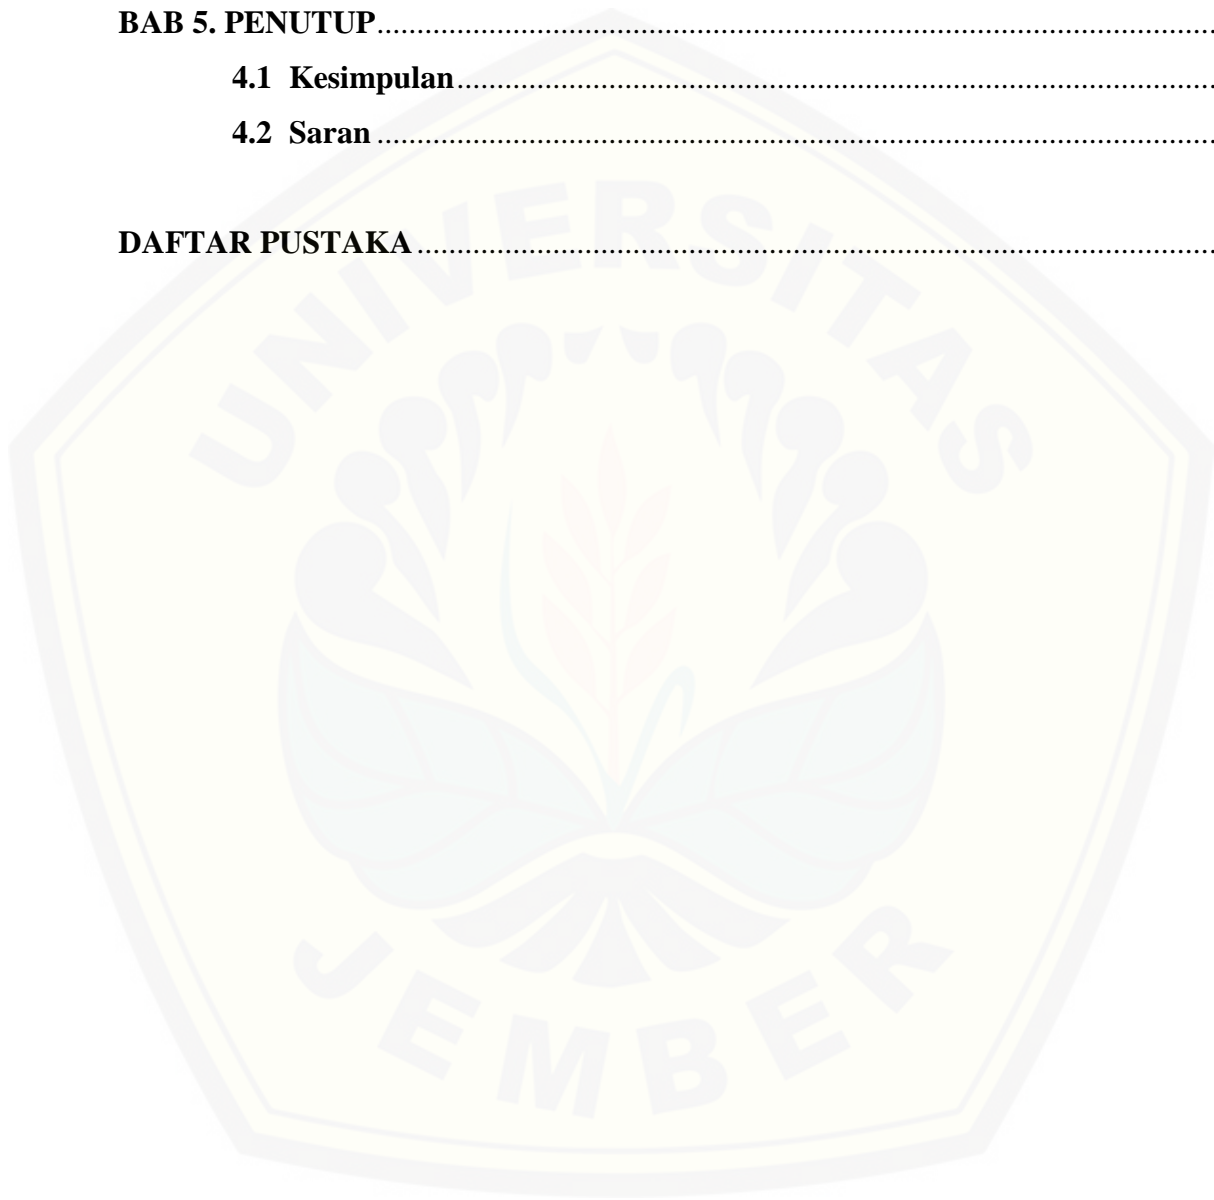 BAB 5. PENUTUP........................................................................................................
4.1 Kesimpulan..............................................................................................
4.2 Saran........................................................................................................
DAFTAR PUSTAKA...................................................................................................
UNIVERSITAS
JEMBER